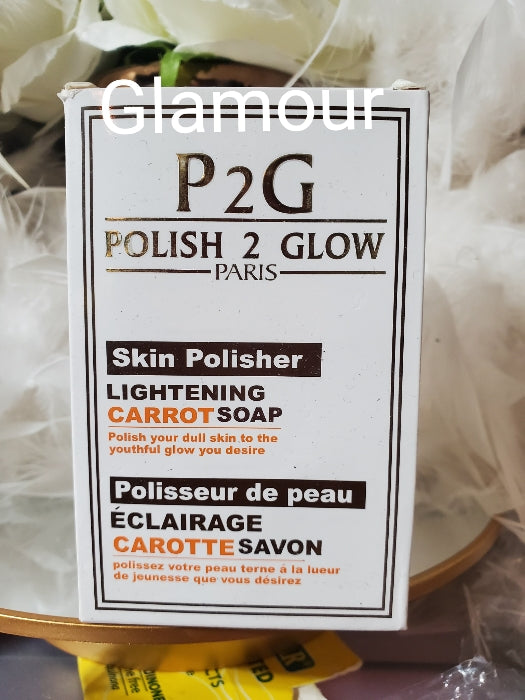 Glamour
P2G
POLISH 2 GLOW
PARIS
Skin Polisher
LIGHTENING
CARROT SOAP
Polish your dull skin to the
youthful glow you desire
Polisseur de peau
ÉCLAIRAGE
CAROTTE SAVON
polissez votre peau terne á la lueur
de jeunesse que vous désirez